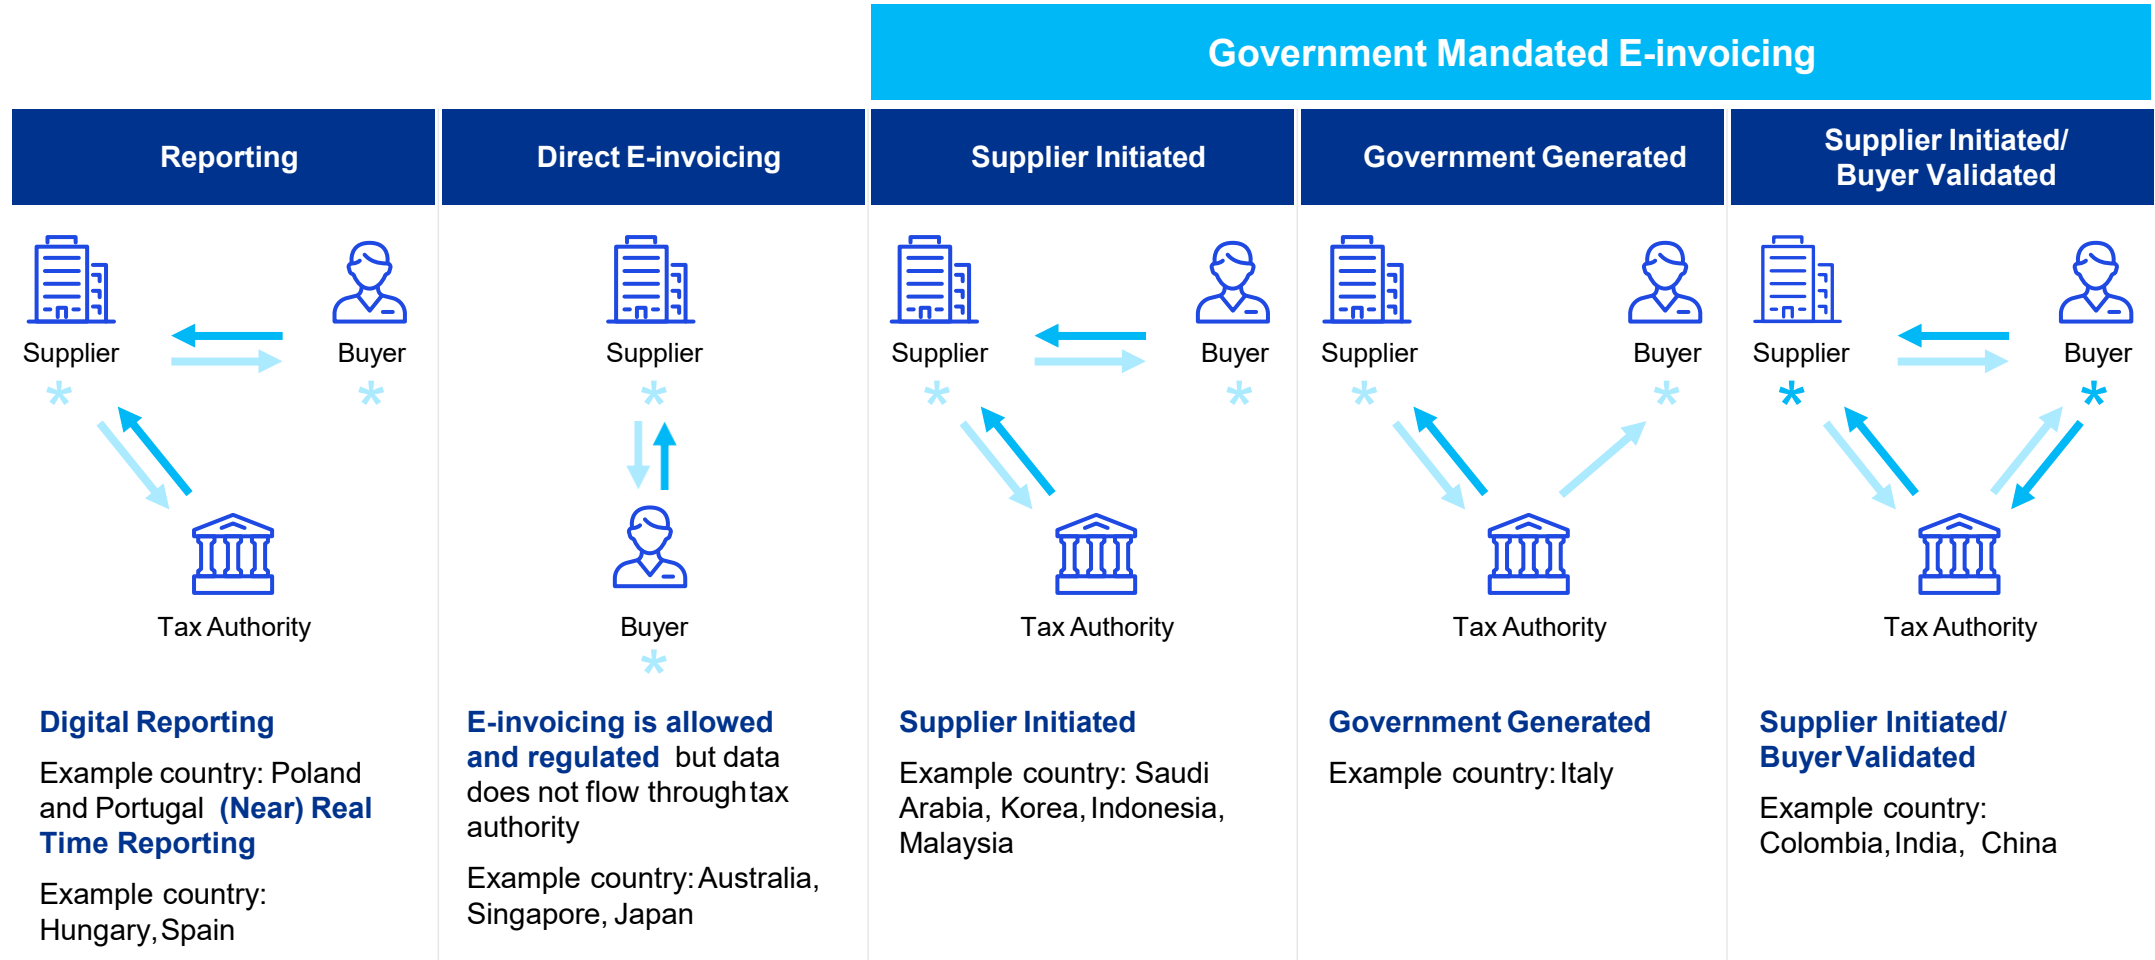 Government Mandated E-invoicing
Reporting
Direct E-invoicing
Supplier Initiated
Government Generated
Supplier Initiated/
Buyer Validated
Supplier
Buyer
*
*
Tax Authority
Digital Reporting
Example country: Poland
and Portugal (Near) Real
Time Reporting
Example country:
Hungary, Spain
Supplier
*
Buyer
*
E-invoicing is allowed
and regulated but data
does not flow through tax
authority
Example country: Australia,
Singapore, Japan
Supplier
Buyer
*
*
Tax Authority
Supplier Initiated
Example country: Saudi
Arabia, Korea, Indonesia,
Malaysia
Supplier
Buyer
*
*
Tax Authority
Government Generated
Example country: Italy
Supplier
Buyer
*
*
Tax Authority
Supplier Initiated/
Buyer Validated
Example country:
Colombia, India, China